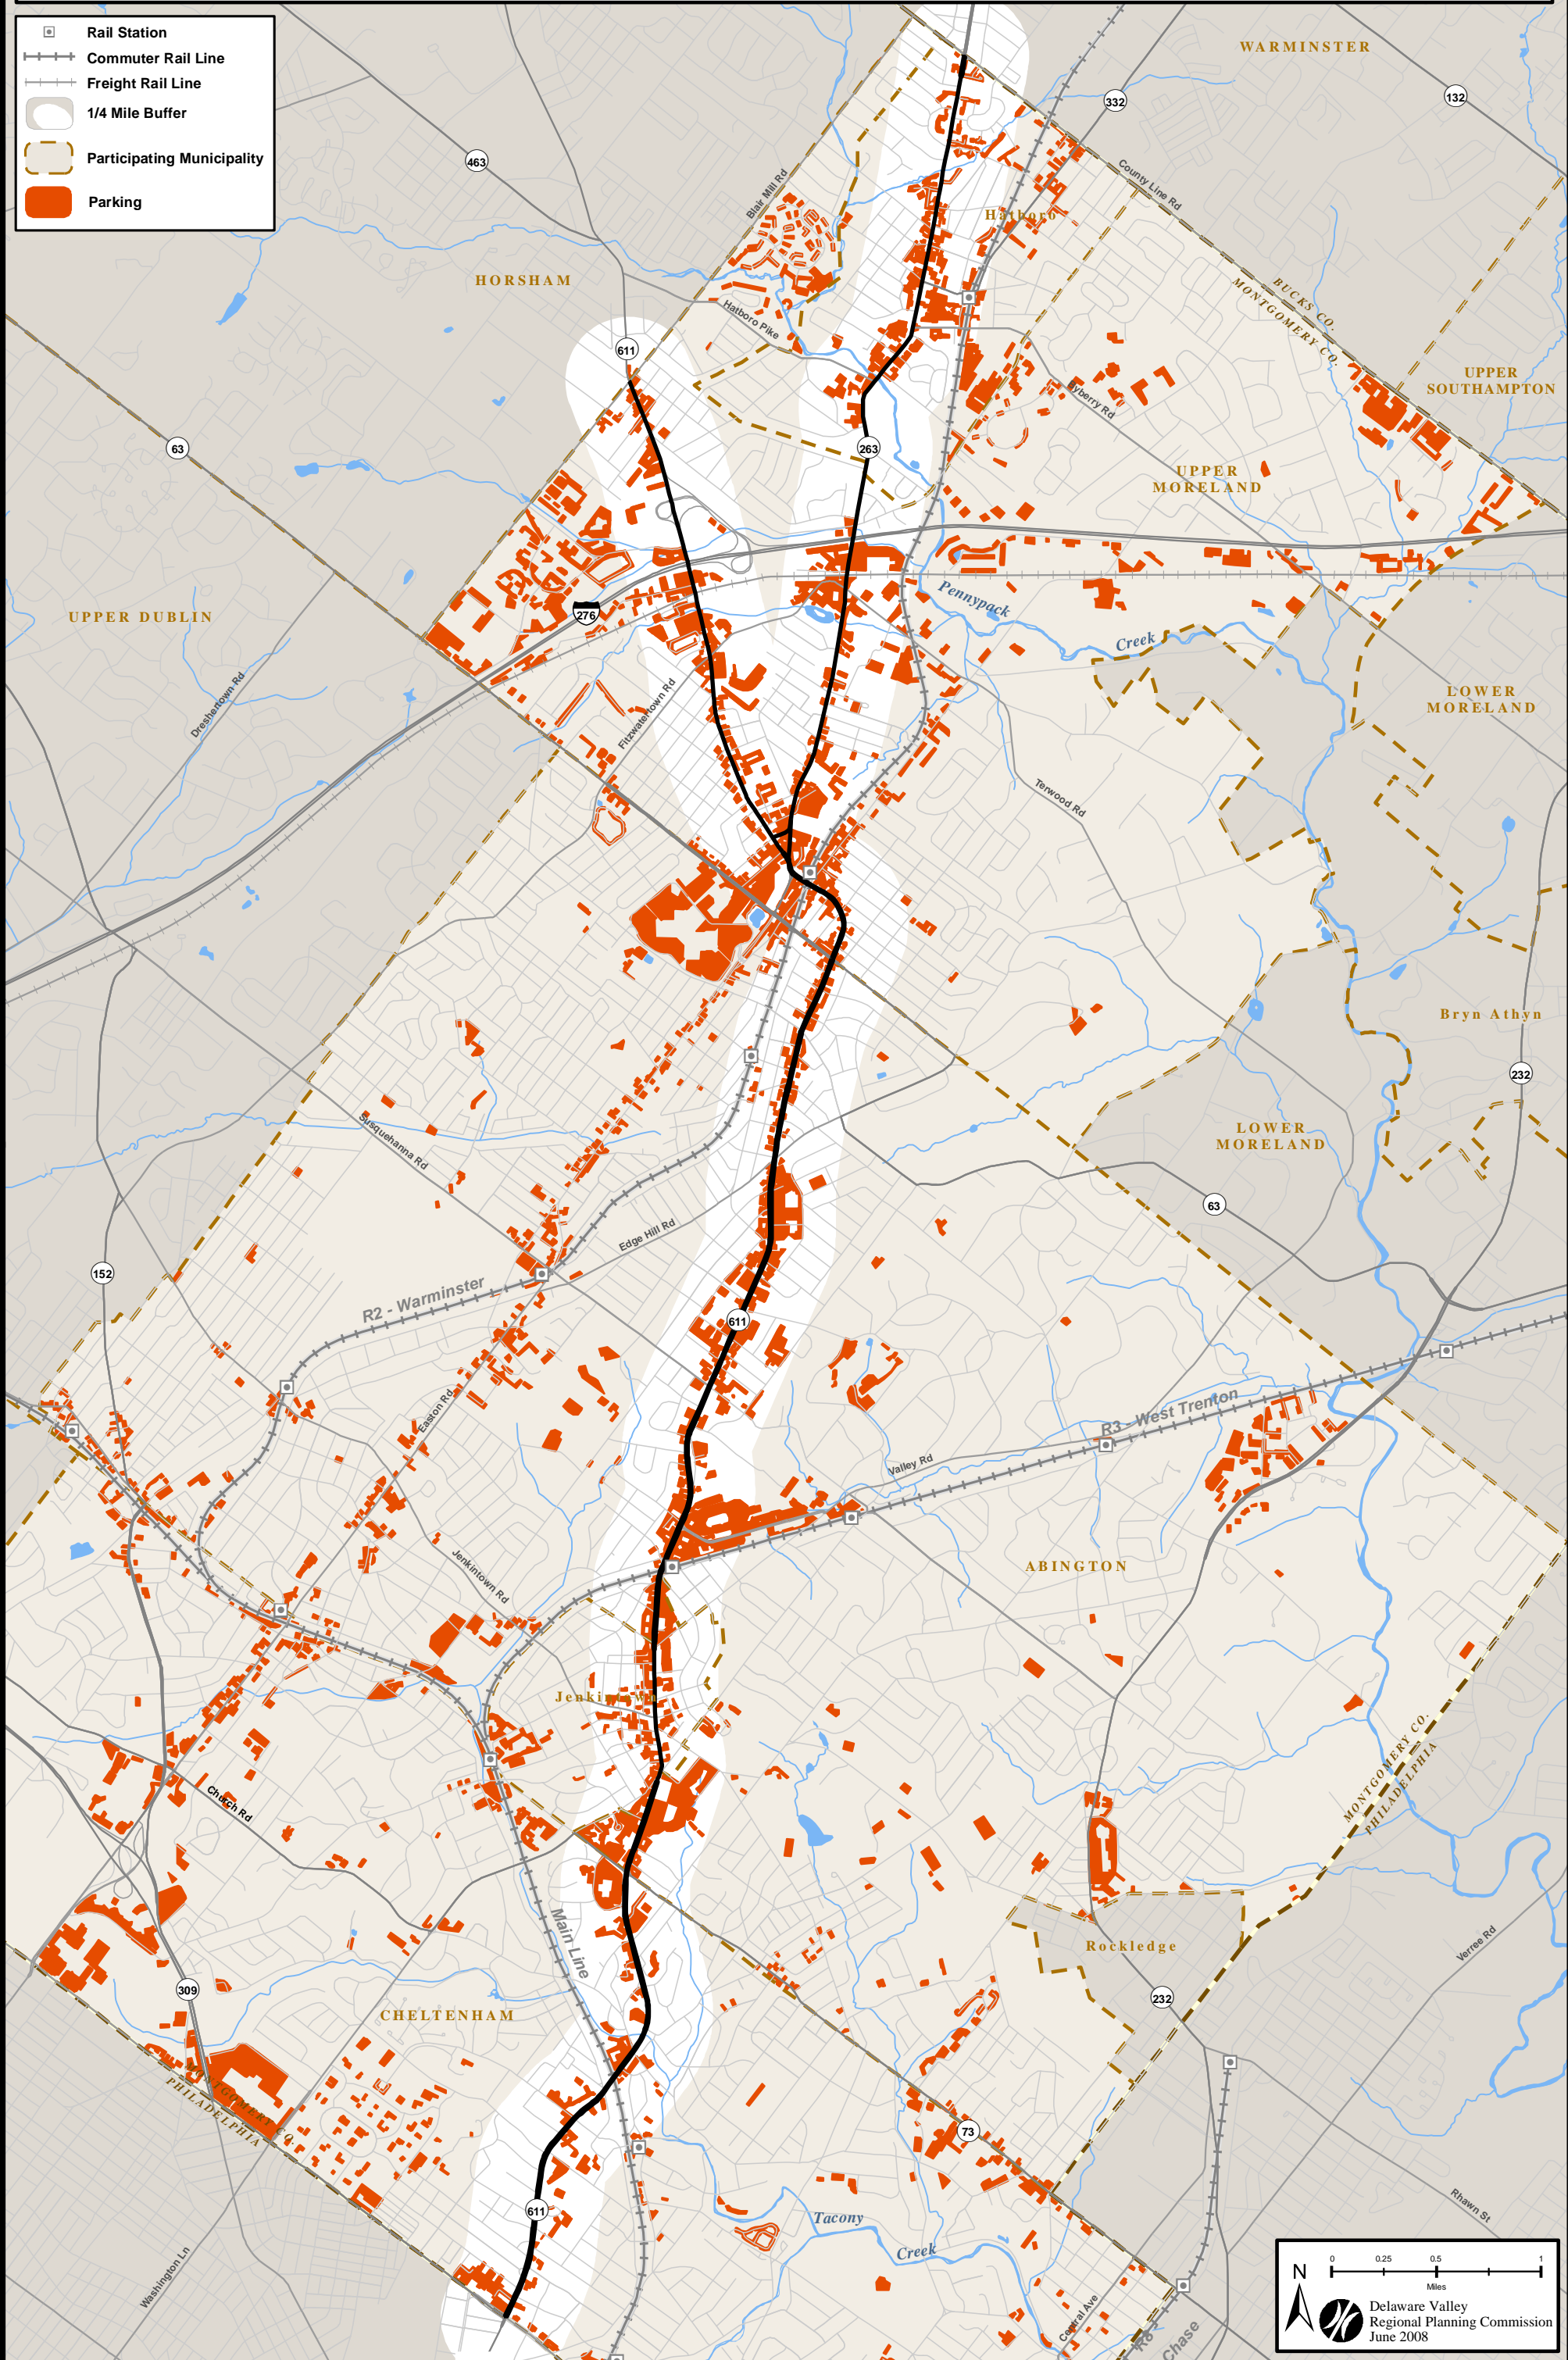 Rail Station
Commuter Rail Line
Freight Rail Line
1/4 Mile Buffer
Participating Municipality
Parking
WARMINSTER
332
132
463
County Line Rd
Blair Mill Rd
Hatboro
HORSHAM
BUCKS CO.
MONTGOMERY CO.
Hatboro Pike
611
UPPER
SOUTHAMPTON
Byberry Rd
63
263
UPPER
MORELAND
276
Pennypack
Creek
UPPER DUBLIN
Dreshertown Rd
Fitzwatertown Rd
LOWER
MORELAND
Terwood Rd
Bryn Athyn
232
Susquehanna Rd
LOWER
MORELAND
63
Edge Hill Rd
152
R2 - Warminster
611
Easton Rd
R3 - West Trenton
Valley Rd
Jenkintown Rd
ABINGTON
Jenkintown
MONTGOMERY CO.
PHILADELPHIA
Church Rd
Main Line
Rockledge
Verree Rd
309
232
CHELTENHAM
MONTGOMERY CO.
PHILADELPHIA
73
611
Tacony
Creek
Rhawn St
Washington Ln
Central Ave
R8 -
Chase
N
0 0.25 0.5 1
Miles
Delaware Valley
Regional Planning Commission
June 2008